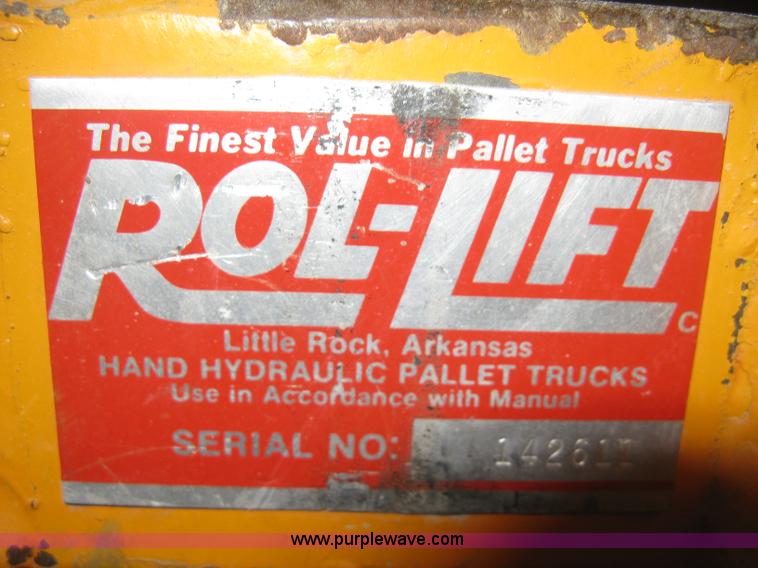 The Finest Value in Pallet Trucks
ROL-LIFT
C
Little Rock, Arkansas
HAND HYDRAULIC PALLET TRUCKS
Use in Accordance with Manual
SERIAL NO: 142611
www.purplewave.com